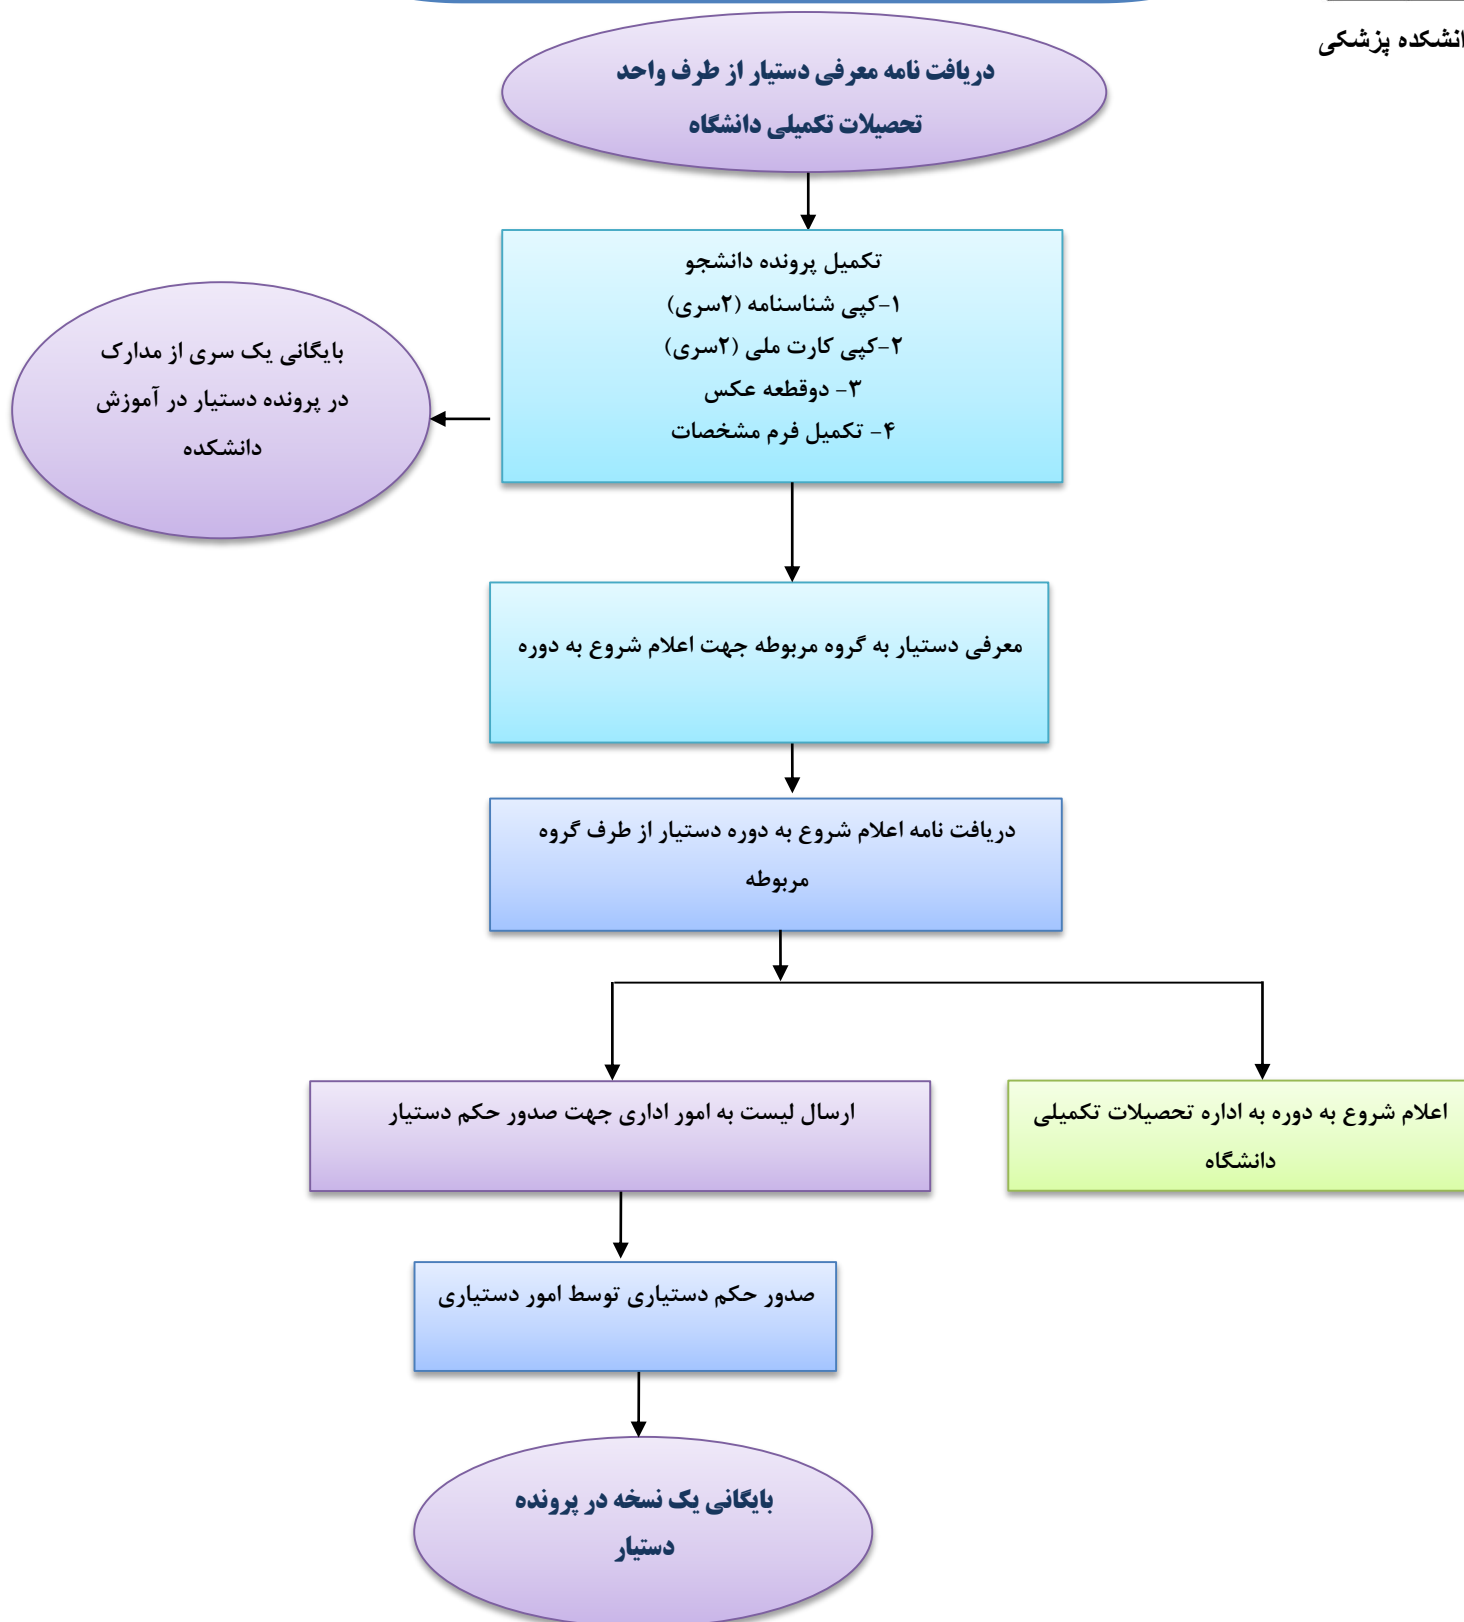 انشکده پزشکی
دریافت نامه معرفی دستیار از طرف واحد
تحصیلات تکمیلی دانشگاه
تکمیل پرونده دانشجو
۱-کپی شناسنامه (۲سری)
۲-کپی کارت ملی (۲سری)
۳- دوقطعه عکس
۴- تکمیل فرم مشخصات
بایگانی یک سری از مدارک
در پرونده دستیار در آموزش
دانشکده
معرفی دستیار به گروه مربوطه جهت اعلام شروع به دوره
دریافت نامه اعلام شروع به دوره دستیار از طرف گروه
مربوطه
اعلام شروع به دوره به اداره تحصیلات تکمیلی
دانشگاه
ارسال لیست به امور اداری جهت صدور حکم دستیار
صدور حکم دستیاری توسط امور دستیاری
بایگانی یک نسخه در پرونده
دستیار